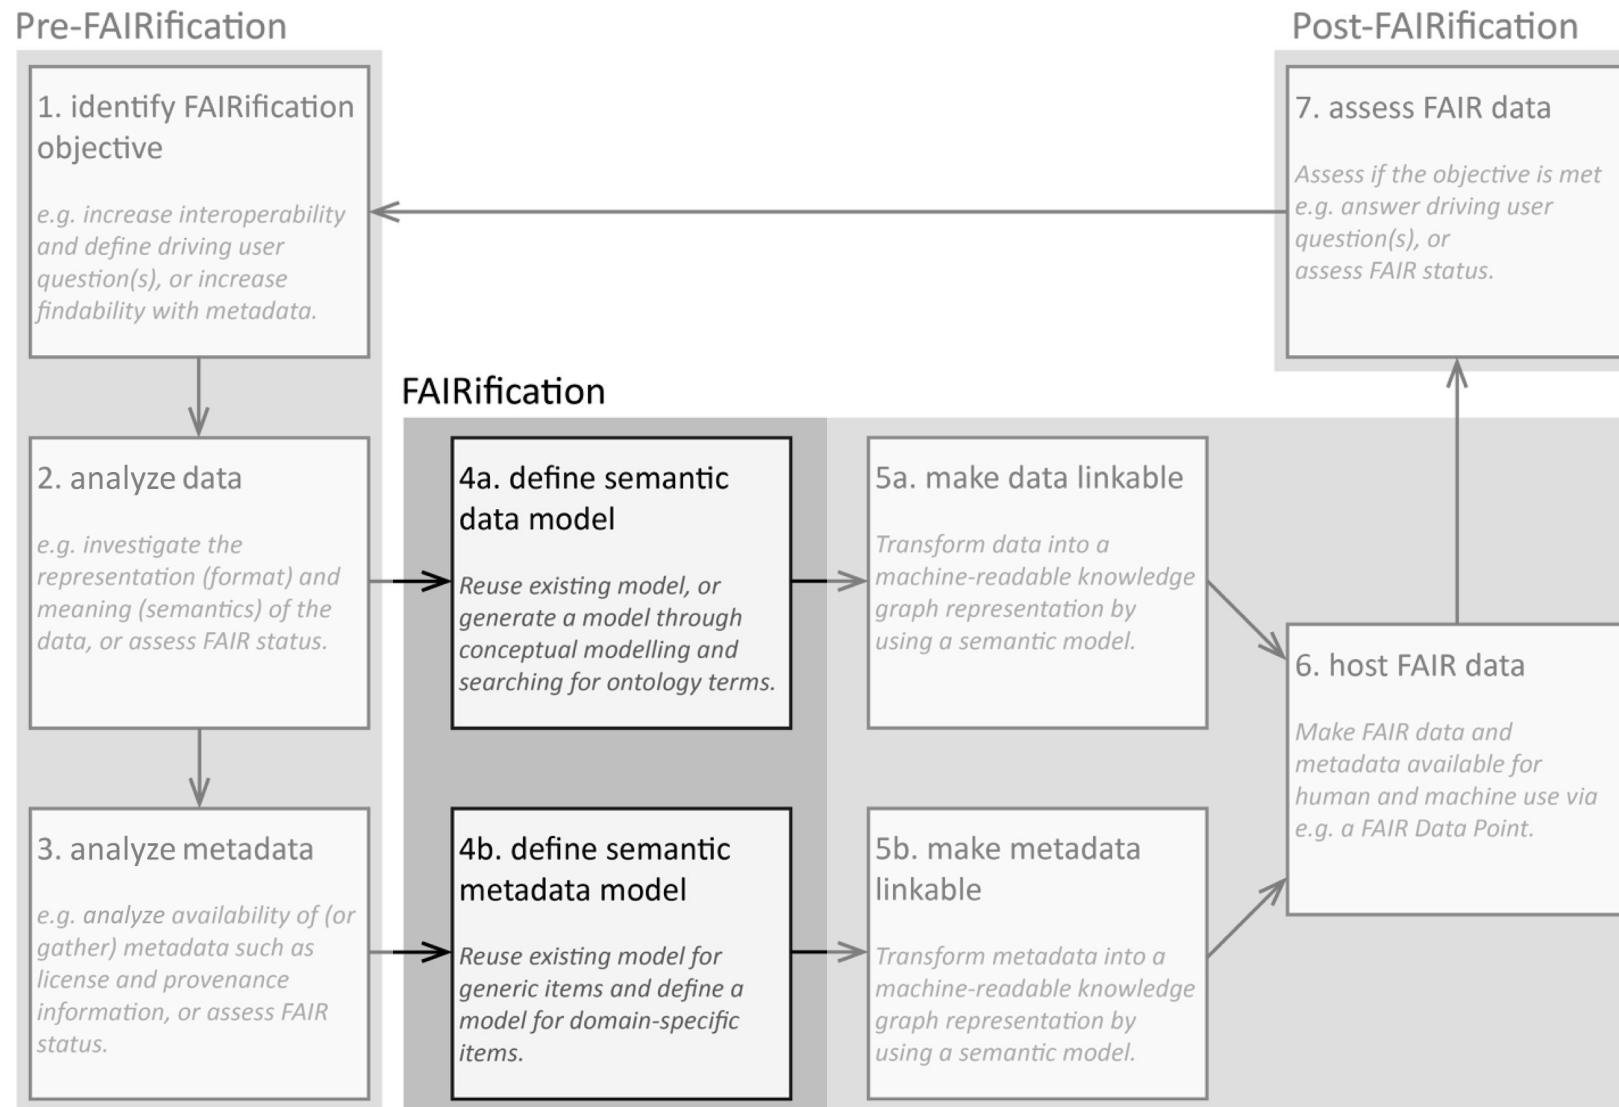 Pre-FAIRification
1. identify FAIRification
objective
e.g. increase interoperability
and define driving user
question(s), or increase
findability with metadata.
2. analyze data
e.g. investigate the
representation (format) and
meaning (semantics) of the
data, or assess FAIR status.
3. analyze metadata
e.g. analyze availability of (or
gather) metadata such as
license and provenance
information, or assess FAIR
status.
FAIRification
4a. define semantic
data model
Reuse existing model, or
generate a model through
conceptual modelling and
searching for ontology terms.
4b. define semantic
metadata model
Reuse existing model for
generic items and define a
model for domain-specific
items.
5a. make data linkable
Transform data into a
machine-readable knowledge
graph representation by
using a semantic model.
5b. make metadata
linkable
Transform metadata into a
machine-readable knowledge
graph representation by
using a semantic model.
6. host FAIR data
Make FAIR data and
metadata available for
human and machine use via
e.g. a FAIR Data Point.
Post-FAIRification
7. assess FAIR data
Assess if the objective is met
e.g. answer driving user
question(s), or
assess FAIR status.